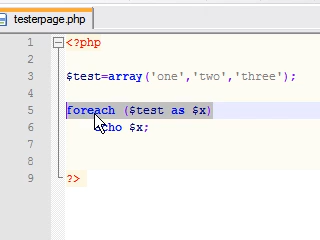 testerpage.php
1 <?php
2
3 $test=array('one','two','three');
4
5 foreach ($test as $x)
6 echo $x;
7
8
9 ?>